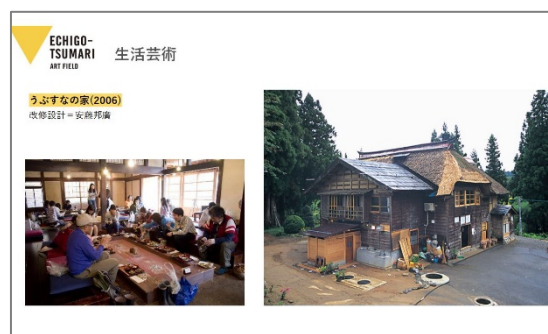 ECHIGO-
TSUMARI
ART FIELD
生活芸術
うぶすなの家(2006)
改修設計＝安藤邦廣